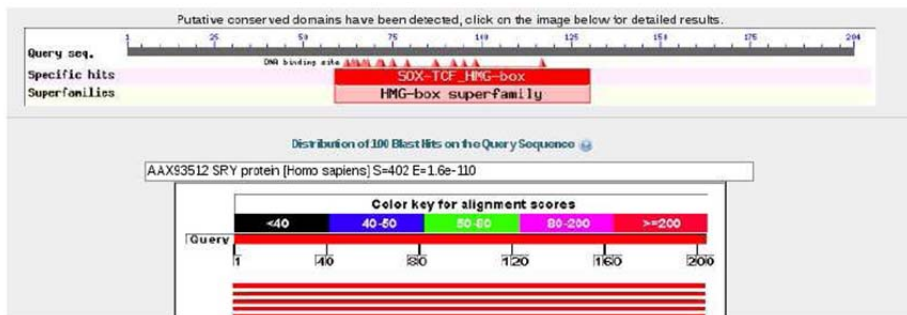 Putative conserved domains have been detected, click on the image below for detailed results.
1 25 50 75 100 125 150 175 204
Query seq.
DNA binding site
Specific hits
SOX-TCF_HMG-box
Superfamilies
HMG-box superfamily
Distribution of 100 Blast Hits on the Query Sequence
AAX93512 SRY protein [Homo sapiens] S=402 E=1.6e-110
Color key for alignment scores
<40 40-50 50-80 80-200 >=200
Query
1 40 80 120 160 200